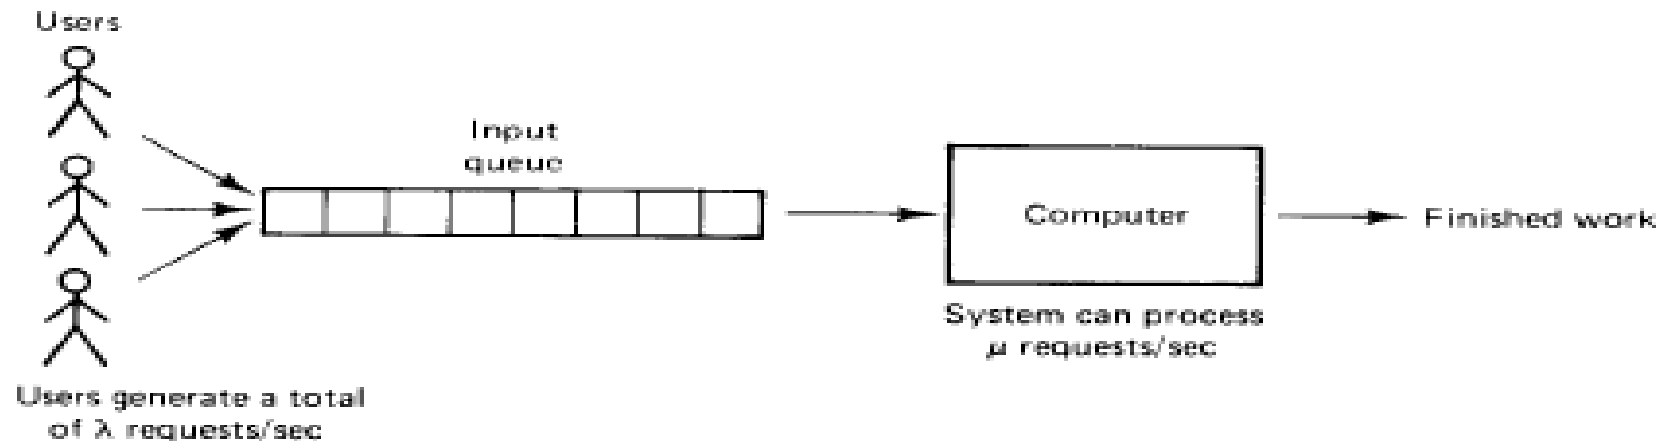 Users
Input
queue
Computer
Finished work
System can process
μ requests/sec
Users generate a total
of λ requests/sec